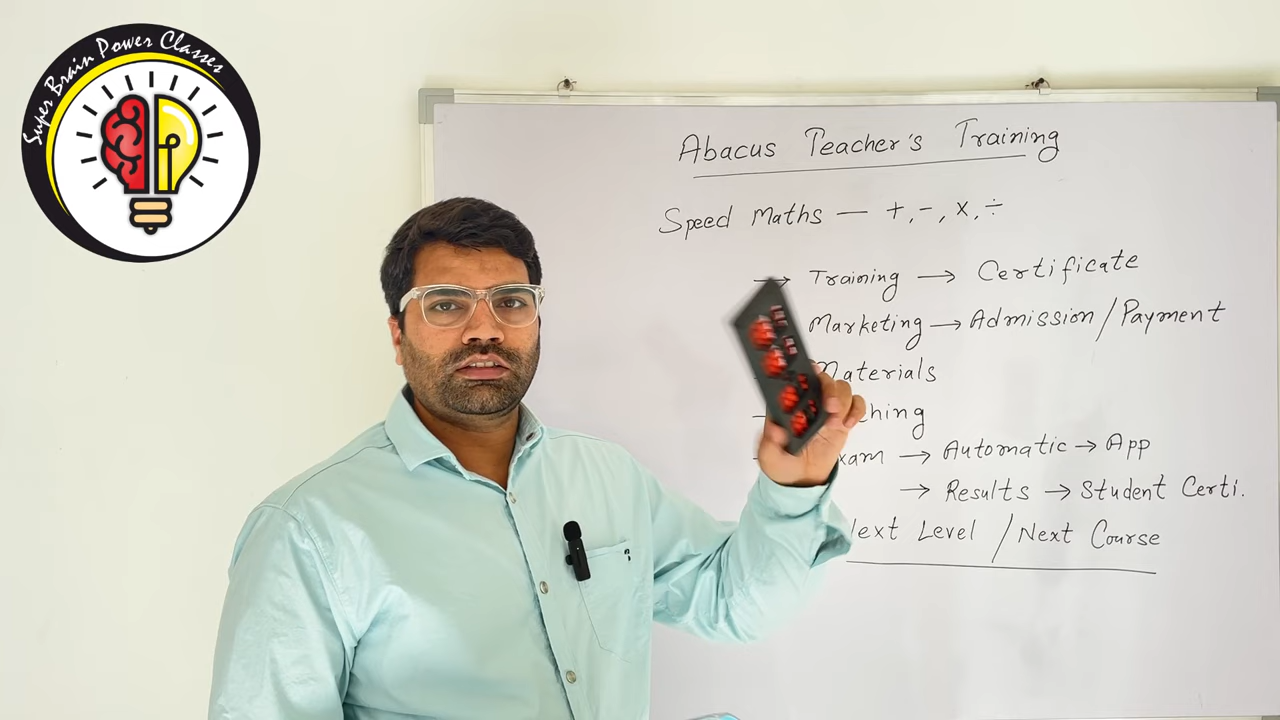 Super Brain Power Classes
Abacus Teacher's Training
Speed Maths — +, -, ×, ÷
→ Training → Certificate
Marketing → Admission / Payment
Materials
ching
xam → Automatic → App
→ Results → Student Certi.
Next Level / Next Course